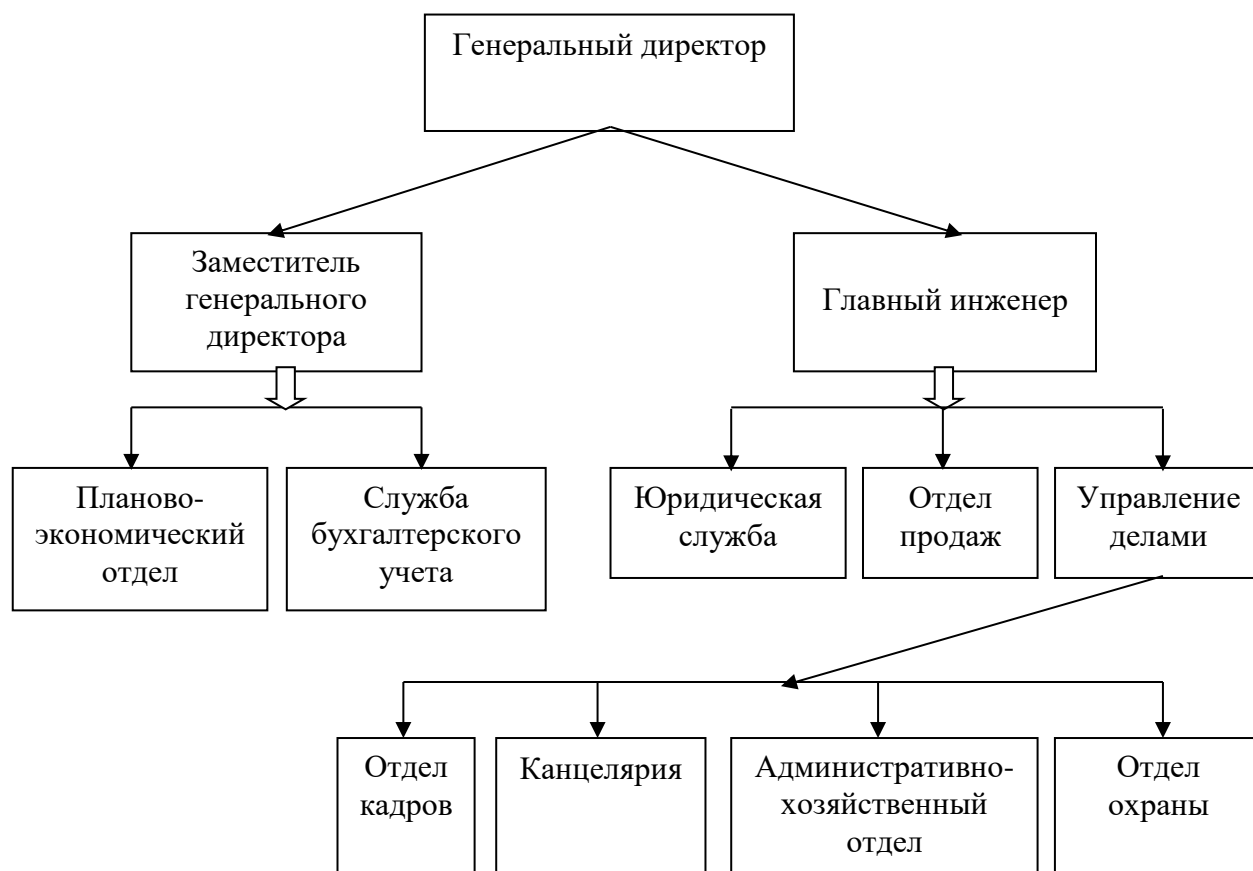 Генеральный директор
Заместитель
генерального
директора
Главный инженер
Планово-
экономический
отдел
Служба
бухгалтерского
учета
Юридическая
служба
Отдел
продаж
Управление
делами
Отдел
кадров
Канцелярия
Административно-
хозяйственный
отдел
Отдел
охраны